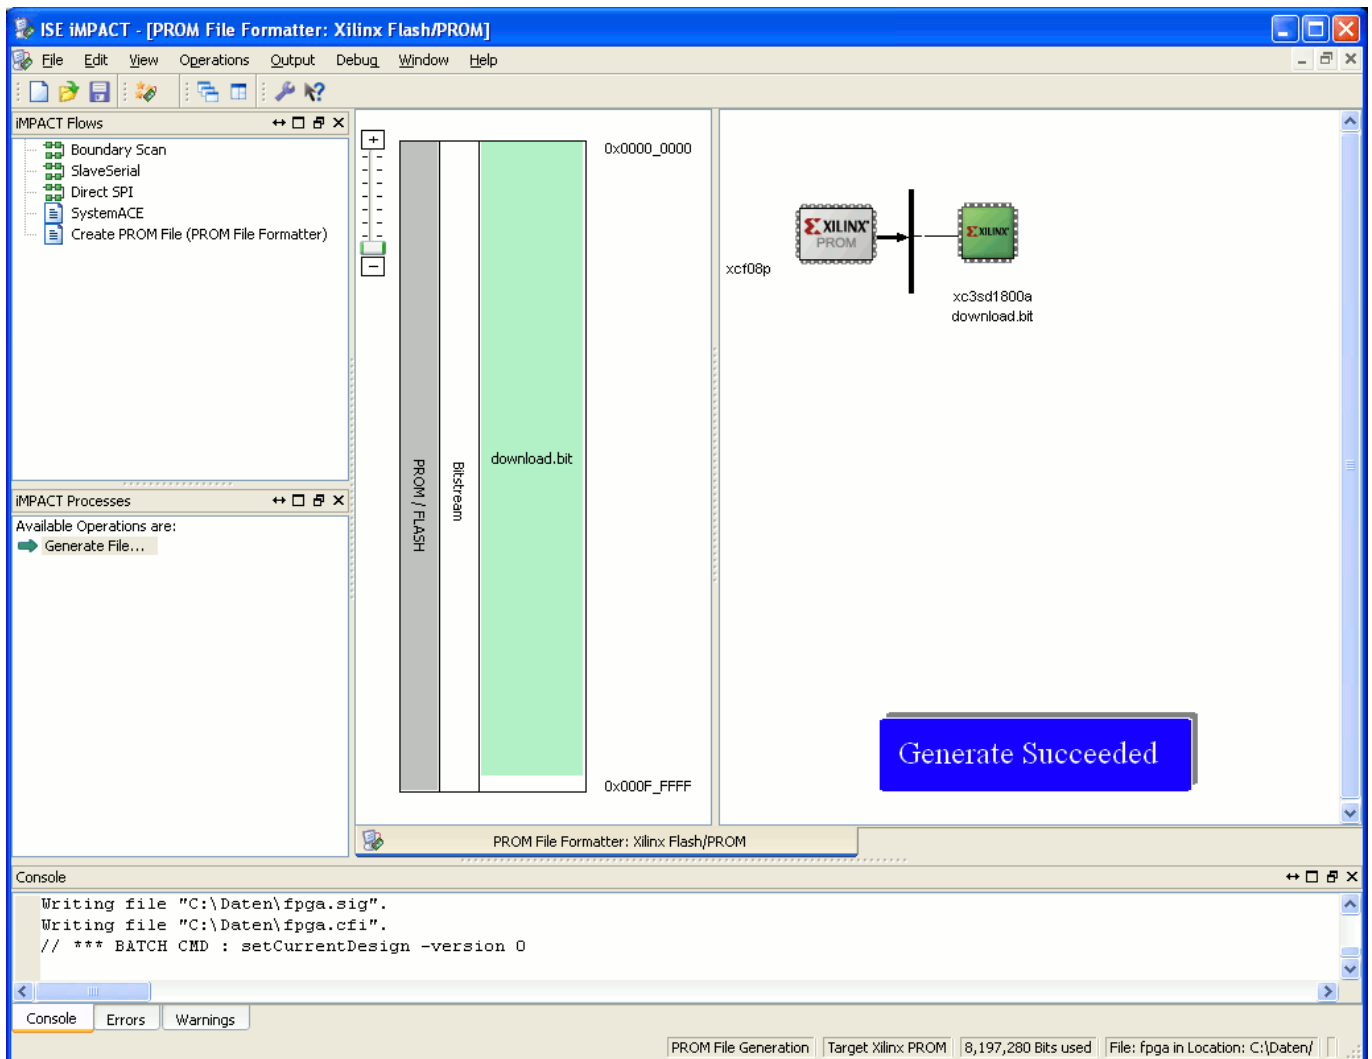 ISE iMPACT - [PROM File Formatter: Xilinx Flash/PROM]
File Edit View Operations Output Debug Window Help
iMPACT Flows
Boundary Scan
SlaveSerial
Direct SPI
SystemACE
Create PROM File (PROM File Formatter)
iMPACT Processes
Available Operations are:
Generate File...
PROM / FLASH
Bitstream
download.bit
0x0000_0000
0x000F_FFFF
XILINX
PROM
XILINX
xcf08p
xc3sd1800a
download.bit
Generate Succeeded
PROM File Formatter: Xilinx Flash/PROM
Console
Writing file "C:\Daten\fpga.sig".
Writing file "C:\Daten\fpga.cfi".
// *** BATCH CMD : setCurrentDesign -version 0
Console Errors Warnings
PROM File Generation Target Xilinx PROM 8,197,280 Bits used File: fpga in Location: C:\Daten/